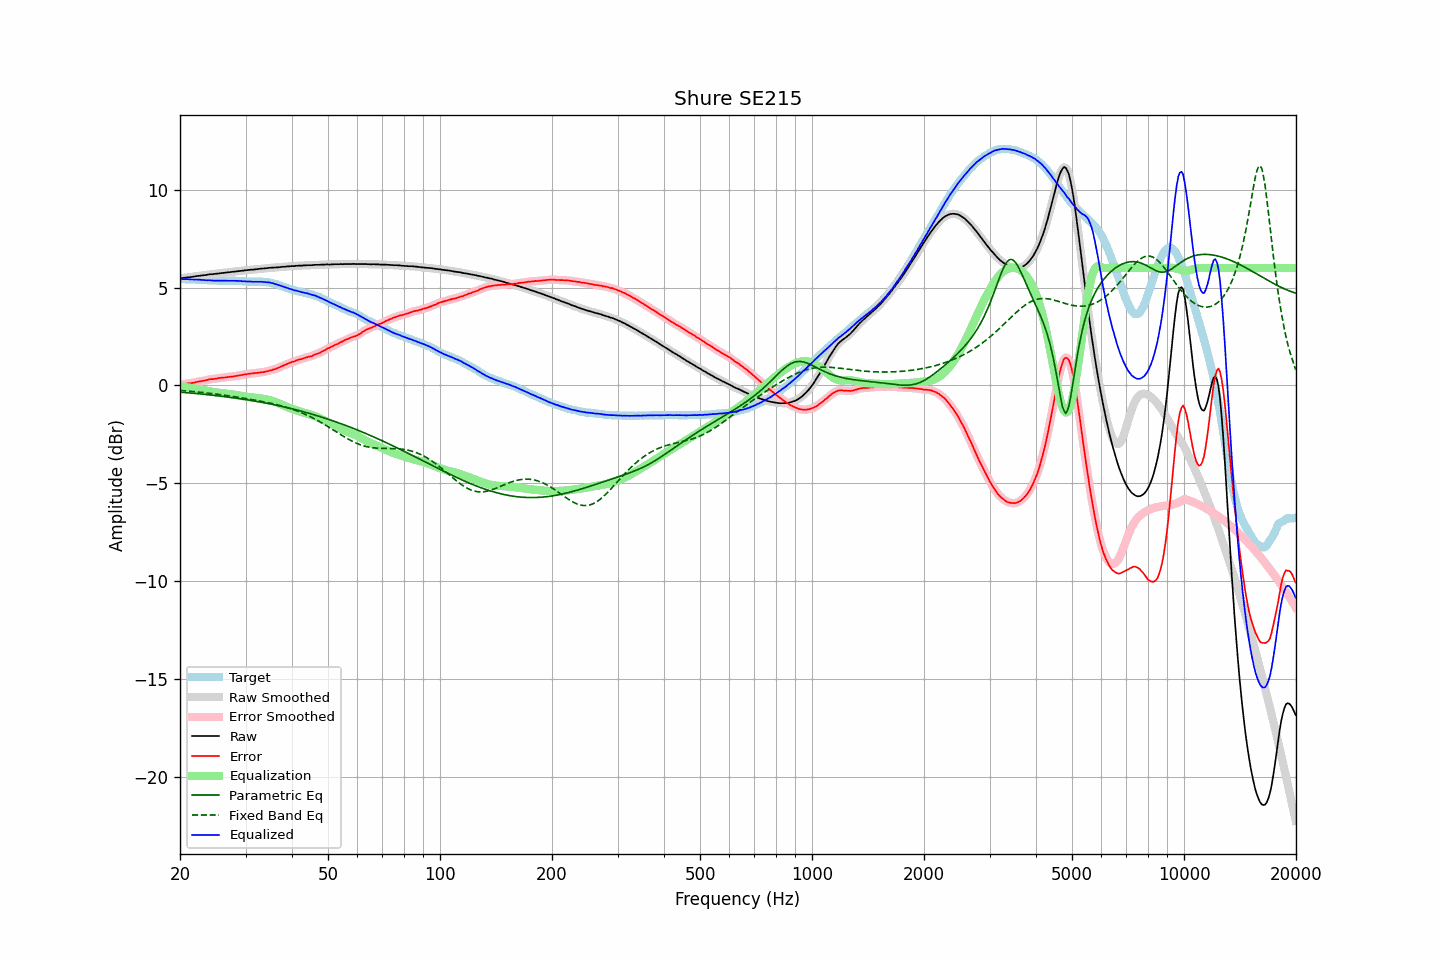 Shure SE215
10
5
0
−5
−10
−15
−20
Amplitude (dBr)
Target
Raw Smoothed
Error Smoothed
Raw
Error
Equalization
Parametric Eq
Fixed Band Eq
Equalized
20 50 100 200 500 1000 2000 5000 10000 20000
Frequency (Hz)